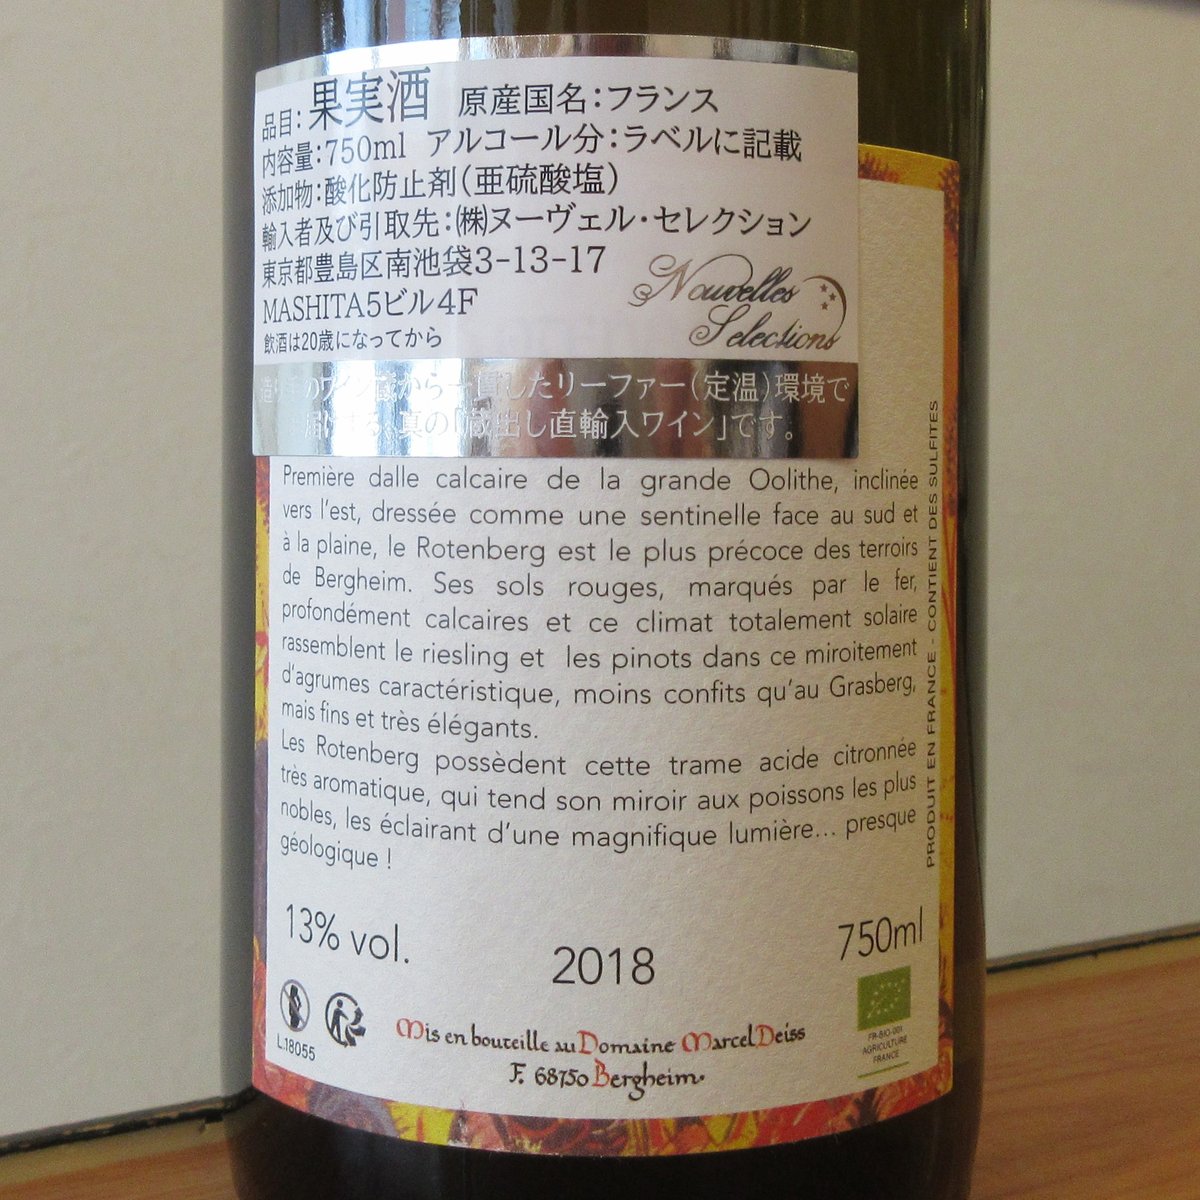 品目:果実酒 原産国名:フランス
内容量:750ml アルコール分:ラベルに記載
添加物:酸化防止剤(亜硫酸塩)
輸入者及び引取先:㈱ヌーヴェル・セレクション
東京都豊島区南池袋3-13-17
MASHITA5ビル4F
飲酒は20歳になってから
Nouvelles
Selections
のワイン蔵から一貫したリーファー(定温)環境で
真の「蔵出し直輸入ワイン」です。
Première dalle calcaire de la grande Oolithe, inclinée
vers l'est, dressée comme une sentinelle face au sud et
à la plaine, le Rotenberg est le plus précoce des terroirs
de Bergheim. Ses sols rouges, marqués par le fer,
profondément calcaires et ce climat totalement solaire
rassemblent le riesling et les pinots dans ce miroitement
d'agrumes caractéristique, moins confits qu'au Grasberg,
mais fins et très élégants.
Les Rotenberg possèdent cette trame acide citronnée
très aromatique, qui tend son miroir aux poissons les plus
nobles, les éclairant d'une magnifique lumière... presque
géologique !
PRODUIT EN FRANCE - CONTIENT DES SULFITES
13% vol.
2018
750ml
L.18055
Mis en bouteille au Domaine Marcel Deiss
F. 68750 Bergheim
FR-BIO-001
AGRICULTURE
FRANCE